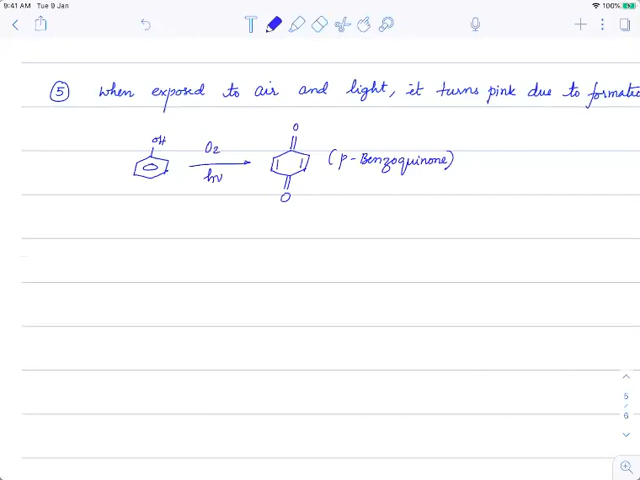 9:41 AM Tue 9 Jan 100%
⑤ when exposed to air and light, it turns pink due to formatio
OH O2 hν O O (p-Benzoquinone)
5
6